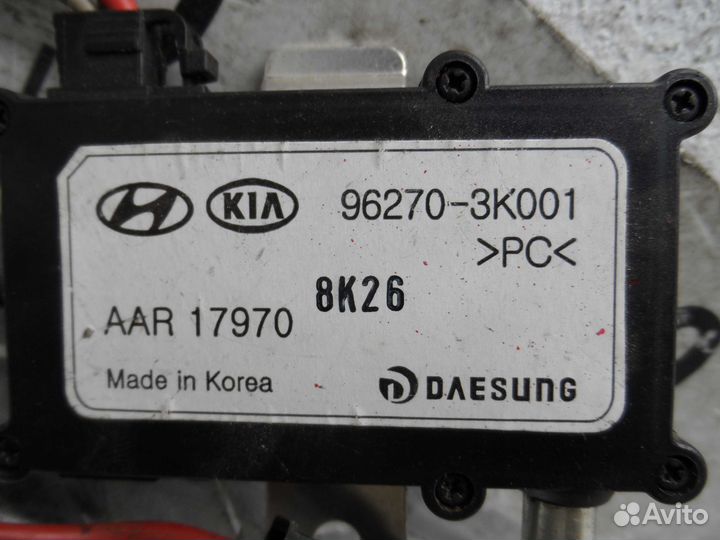 KIA 96270-3K001
>PC<
8K26
AAR 17970
Made in Korea DAESUNG
Avito